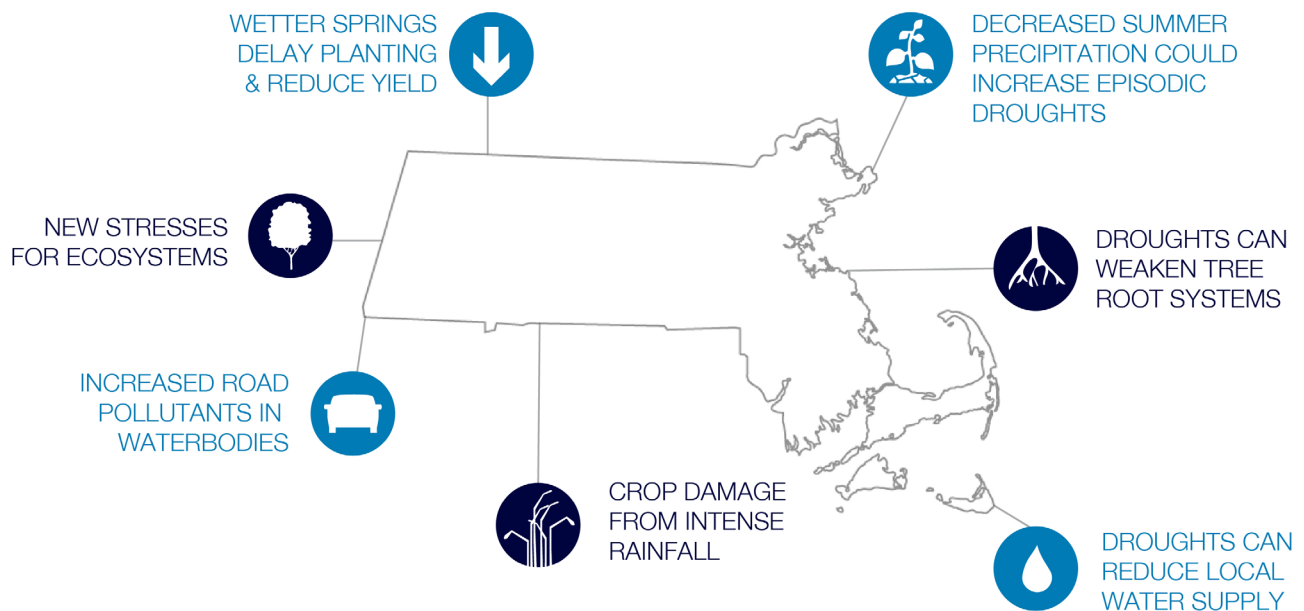 WETTER SPRINGS
DELAY PLANTING
& REDUCE YIELD
DECREASED SUMMER
PRECIPITATION COULD
INCREASE EPISODIC
DROUGHTS
NEW STRESSES
FOR ECOSYSTEMS
DROUGHTS CAN
WEAKEN TREE
ROOT SYSTEMS
INCREASED ROAD
POLLUTANTS IN
WATERBODIES
CROP DAMAGE
FROM INTENSE
RAINFALL
DROUGHTS CAN
REDUCE LOCAL
WATER SUPPLY